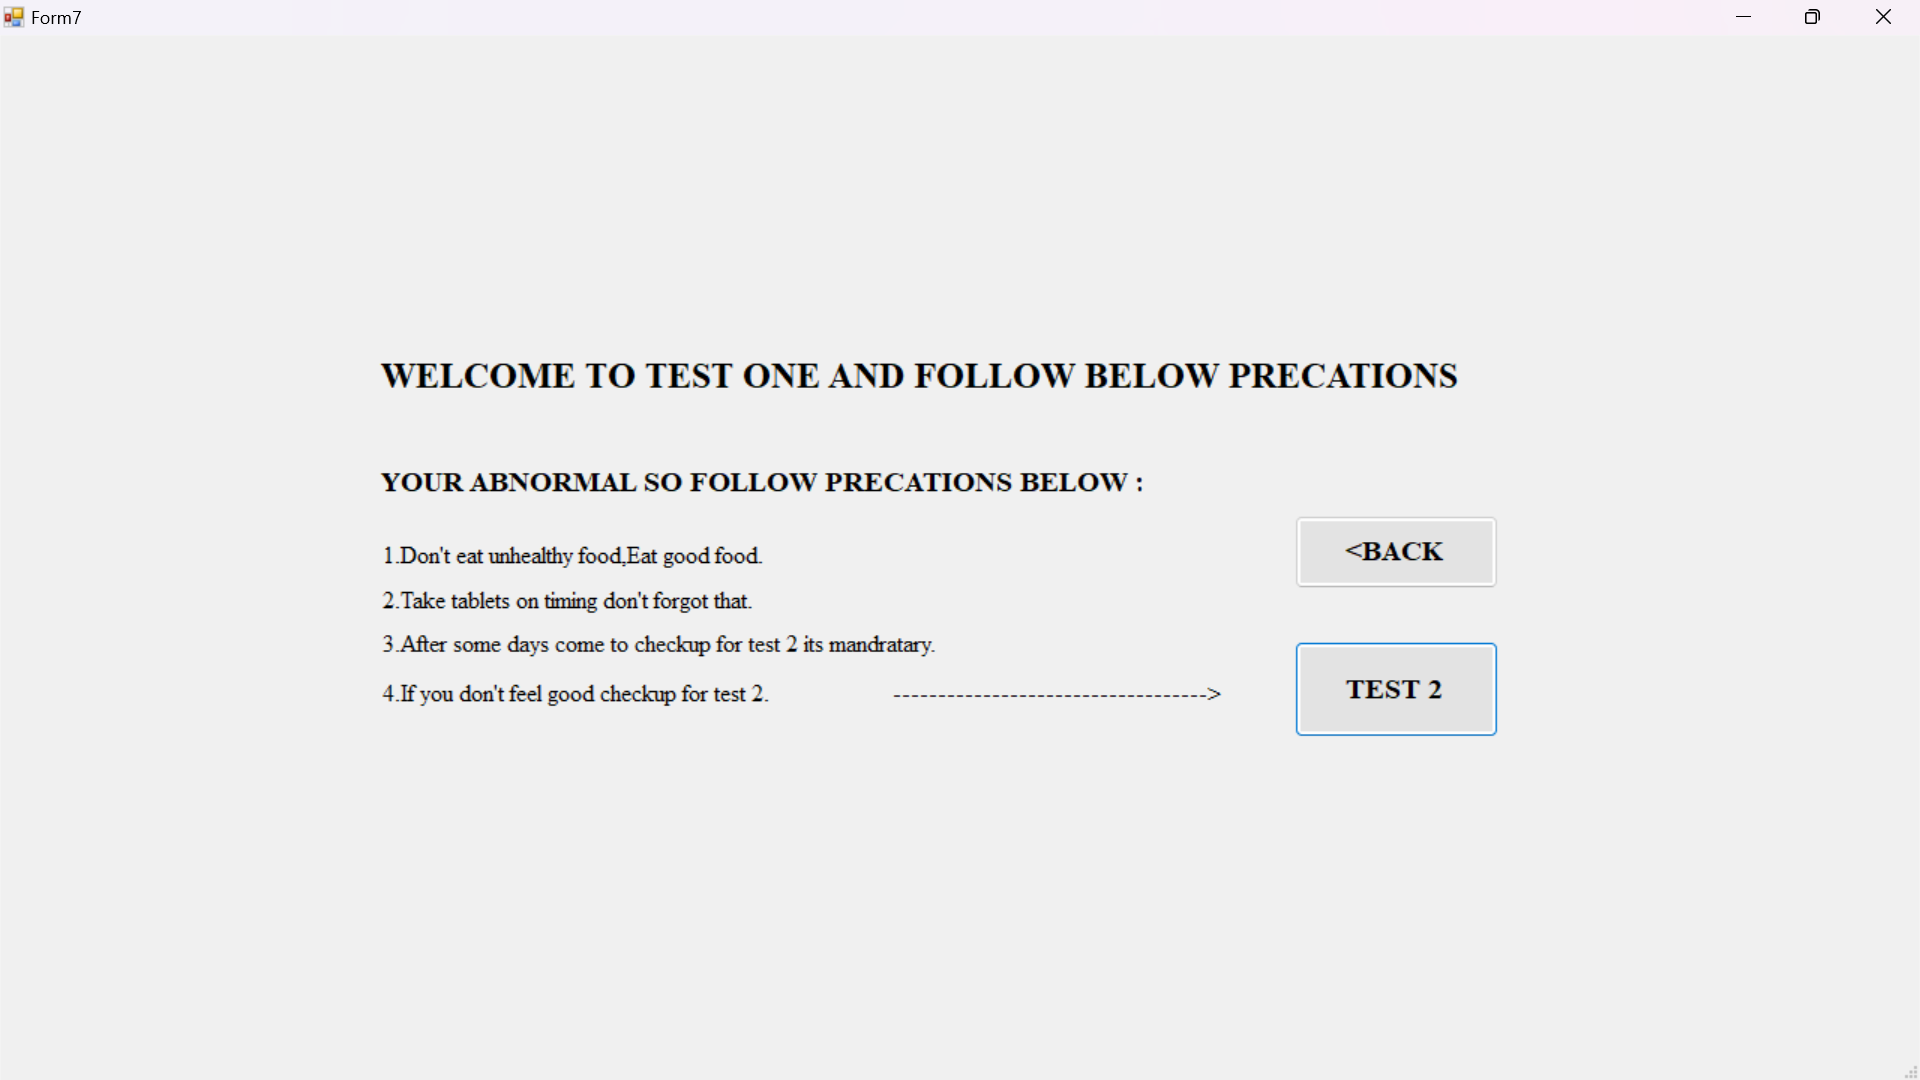 Form7
WELCOME TO TEST ONE AND FOLLOW BELOW PRECATIONS
YOUR ABNORMAL SO FOLLOW PRECATIONS BELOW :
1.Don't eat unhealthy food,Eat good food.
<BACK
2.Take tablets on timing don't forgot that.
3.After some days come to checkup for test 2 its mandratary.
4.If you don't feel good checkup for test 2. ----------------------------------->
TEST 2